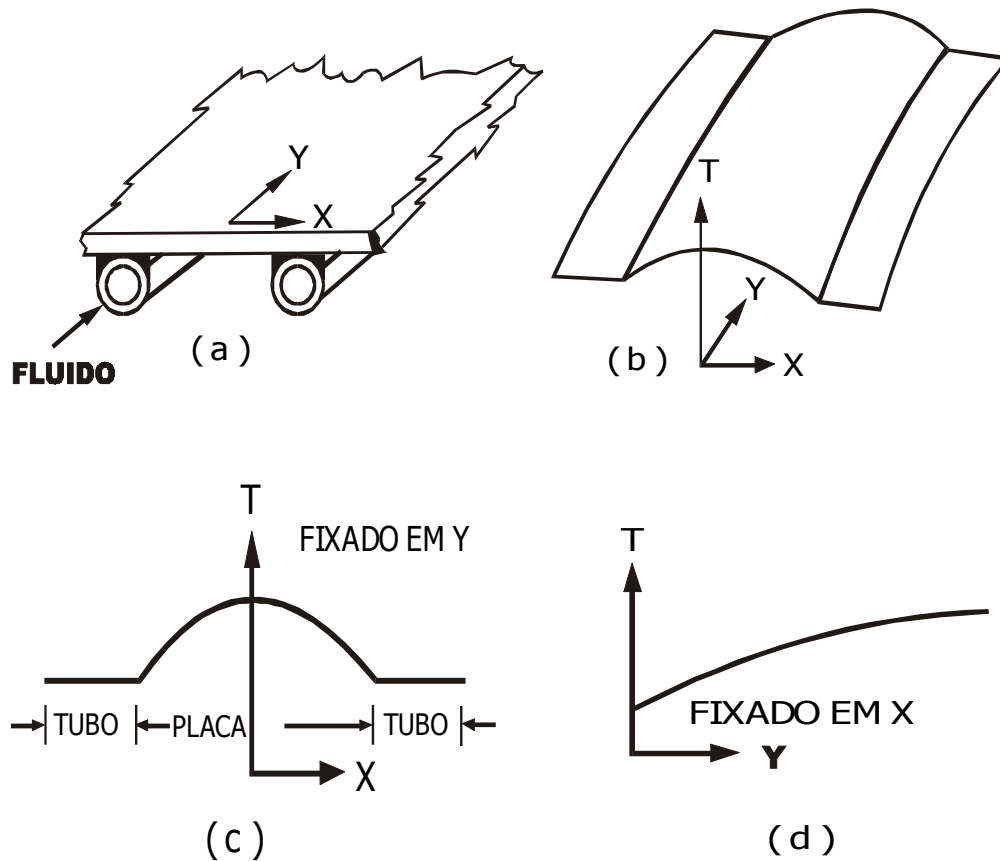 Y
X
FLUIDO
(a)
T
Y
X
(b)
T
FIXADO EM Y
TUBO PLACA TUBO
X
(c)
T
FIXADO EM X
Y
(d)